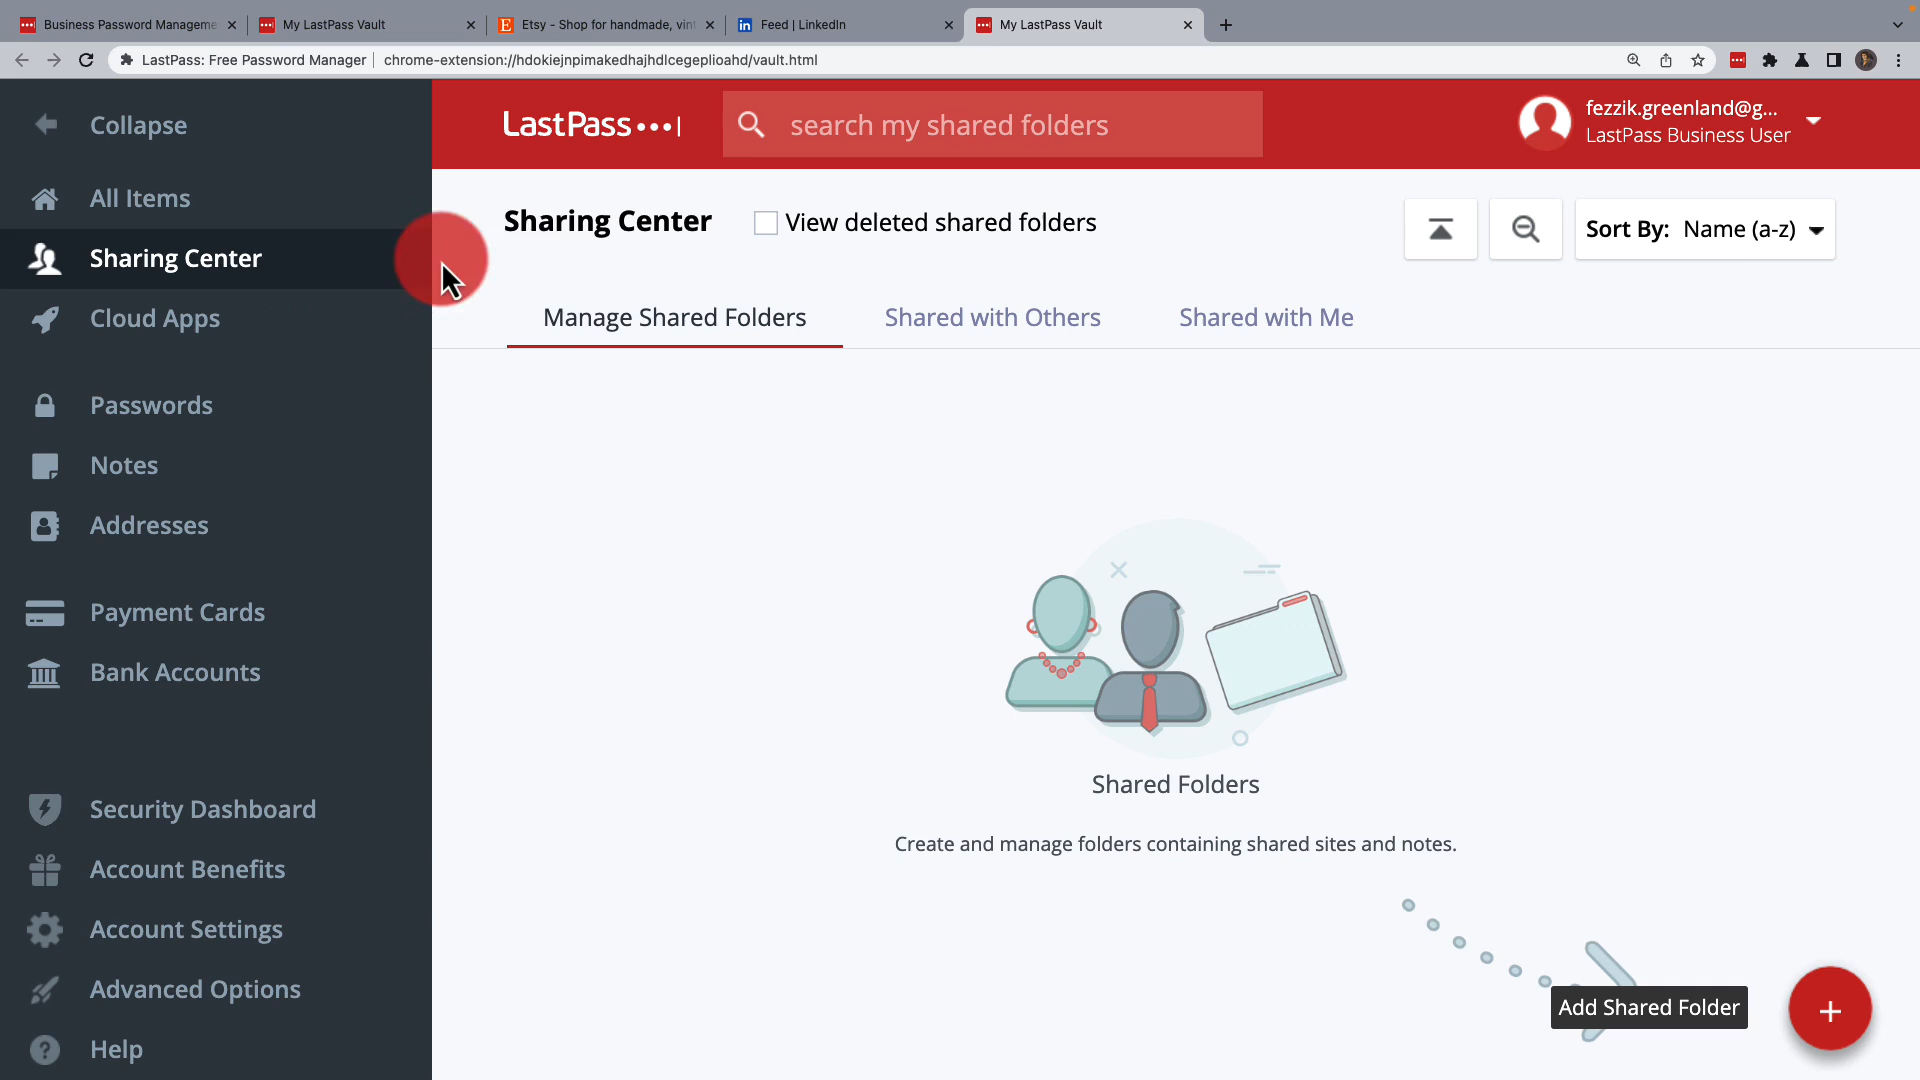 Business Password Manageme
My LastPass Vault
Etsy - Shop for handmade, vint
Feed | LinkedIn
My LastPass Vault
LastPass: Free Password Manager
chrome-extension://hdokiejnpimakedhajhdlcegeplioahd/vault.html
Collapse
All Items
Sharing Center
Cloud Apps
Passwords
Notes
Addresses
Payment Cards
Bank Accounts
Security Dashboard
Account Benefits
Account Settings
Advanced Options
Help
LastPass
search my shared folders
fezzik.greenland@g...
LastPass Business User
Sharing Center
View deleted shared folders
Sort By: Name (a-z)
Manage Shared Folders
Shared with Others
Shared with Me
Shared Folders
Create and manage folders containing shared sites and notes.
Add Shared Folder